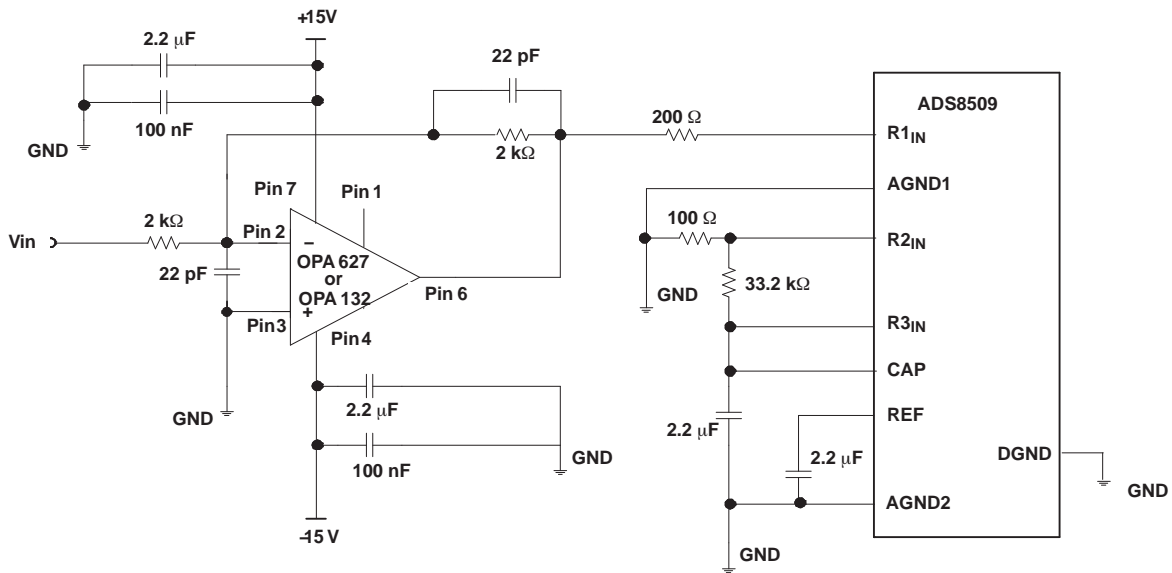 +15V
2.2 μF
100 nF
GND
22 pF
2 kΩ
200 Ω
ADS8509
R1IN
AGND1
R2IN
R3IN
CAP
REF
DGND
AGND2
GND
Pin 7
Pin 1
Vin
2 kΩ
Pin 2
−
OPA 627
or
OPA 132
+
22 pF
Pin3
Pin 6
Pin 4
GND
2.2 μF
100 nF
GND
-15 V
100 Ω
33.2 kΩ
GND
2.2 μF
2.2 μF
GND